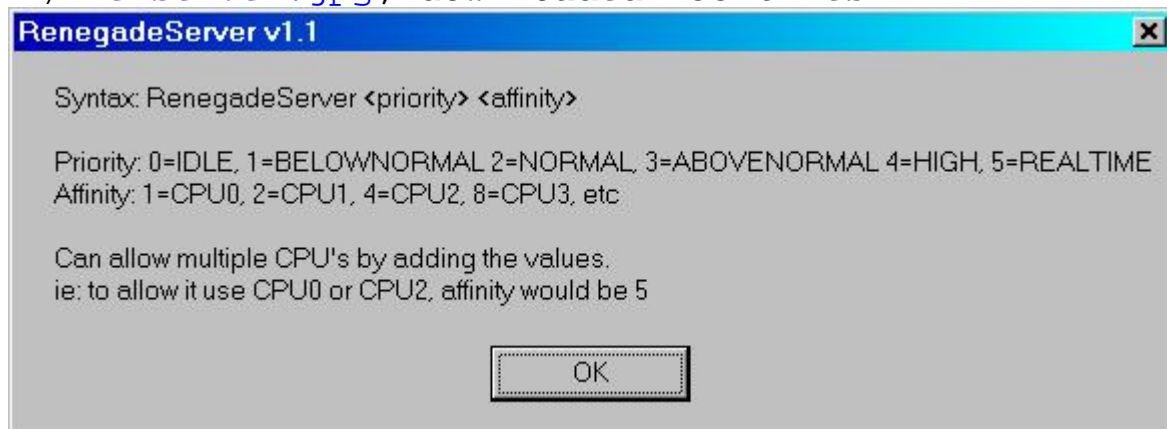 RenegadeServer v1.1
Syntax: RenegadeServer <priority> <affinity>
Priority: 0=IDLE, 1=BELOWNORMAL 2=NORMAL, 3=ABOVENORMAL 4=HIGH, 5=REALTIME
Affinity: 1=CPU0, 2=CPU1, 4=CPU2, 8=CPU3, etc
Can allow multiple CPU's by adding the values.
ie: to allow it use CPU0 or CPU2, affinity would be 5
OK